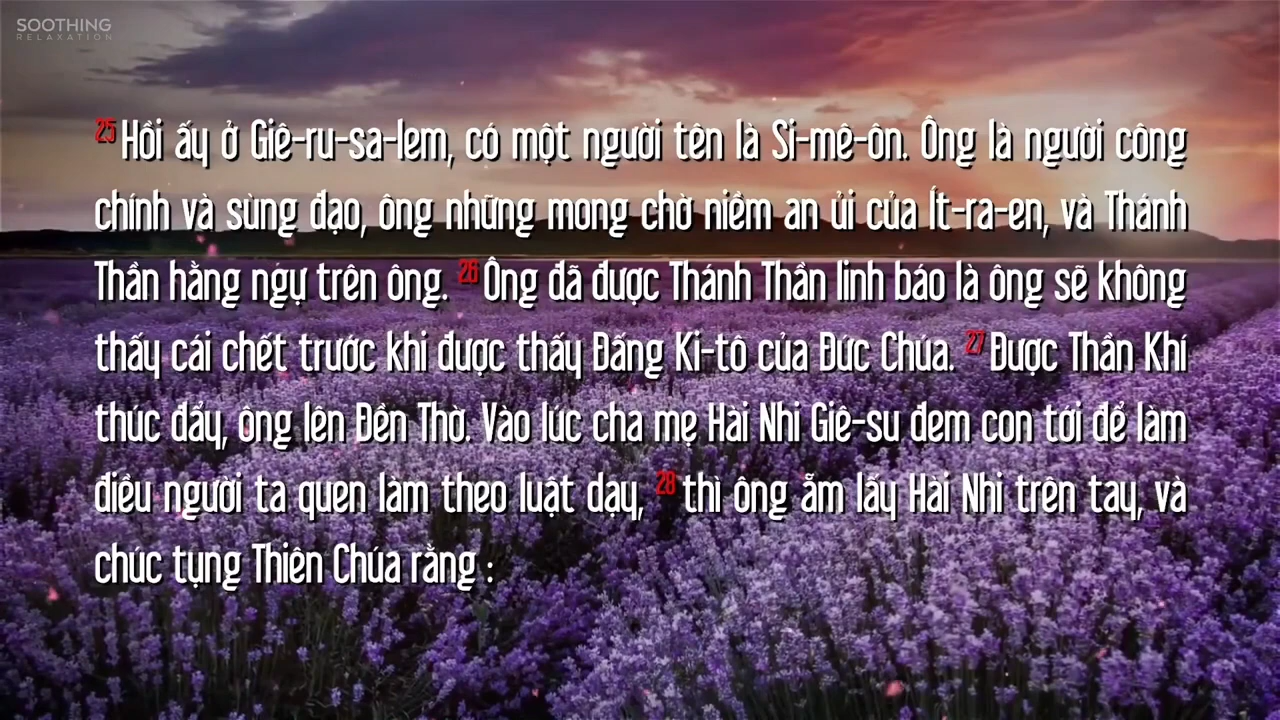 SOOTHING
RELAXATION
25 Hồi ấy ở Giê-ru-sa-lem, có một người tên là Si-mê-ôn. Ông là người công
chính và sùng đạo, ông những mong chờ niềm an ủi của Ít-ra-en, và Thánh
Thần hằng ngự trên ông. 26 Ông đã được Thánh Thần linh báo là ông sẽ không
thấy cái chết trước khi được thấy Đấng Ki-tô của Đức Chúa. 27 Được Thần Khí
thúc đẩy, ông lên Đền Thờ. Vào lúc cha mẹ Hài Nhi Giê-su đem con tới để làm
điều người ta quen làm theo luật dạy, 28 thì ông ẵm lấy Hài Nhi trên tay, và
chúc tụng Thiên Chúa rằng :